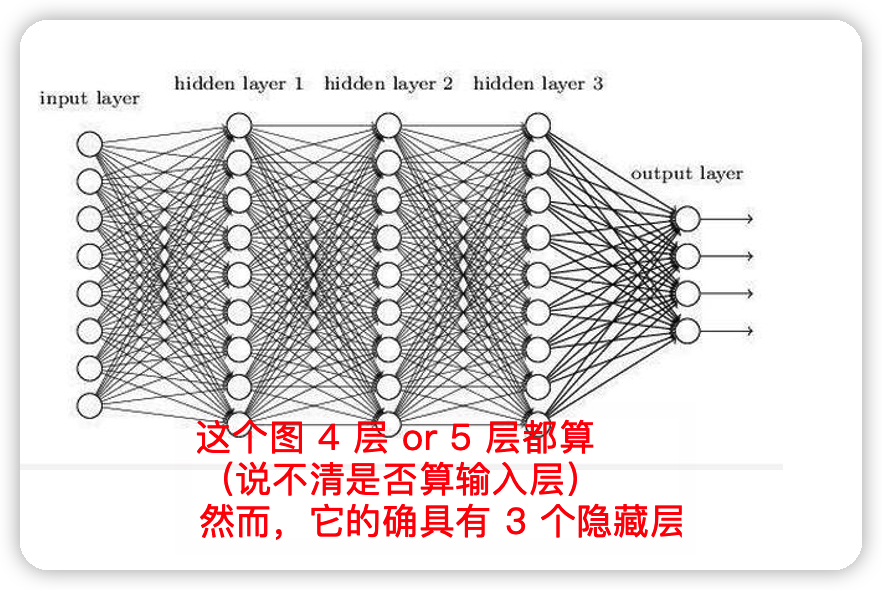 input layer
hidden layer 1
hidden layer 2
hidden layer 3
output layer
这个图 4 层 or 5 层都算
（说不清是否算输入层）
然而，它的确具有 3 个隐藏层